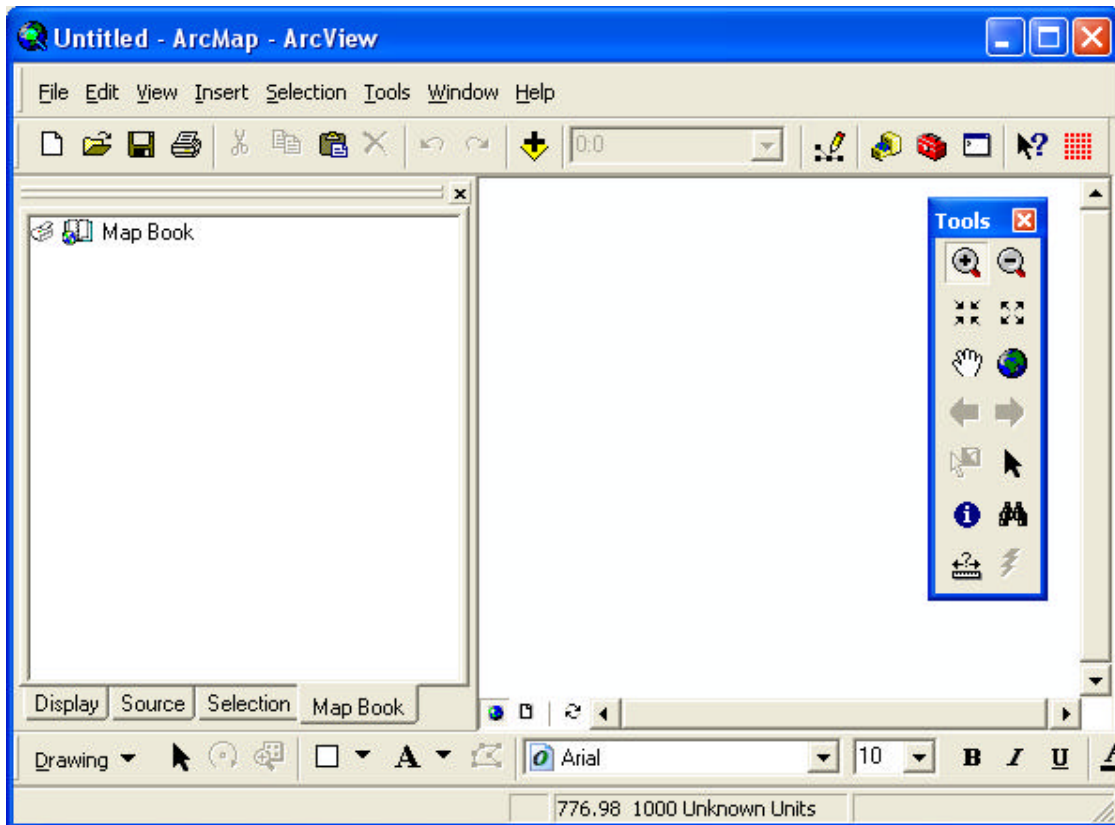 Untitled - ArcMap - ArcView
File Edit View Insert Selection Tools Window Help
0:0
Map Book
Tools
Display Source Selection Map Book
Drawing A Arial 10 B I U A
776.98 1000 Unknown Units